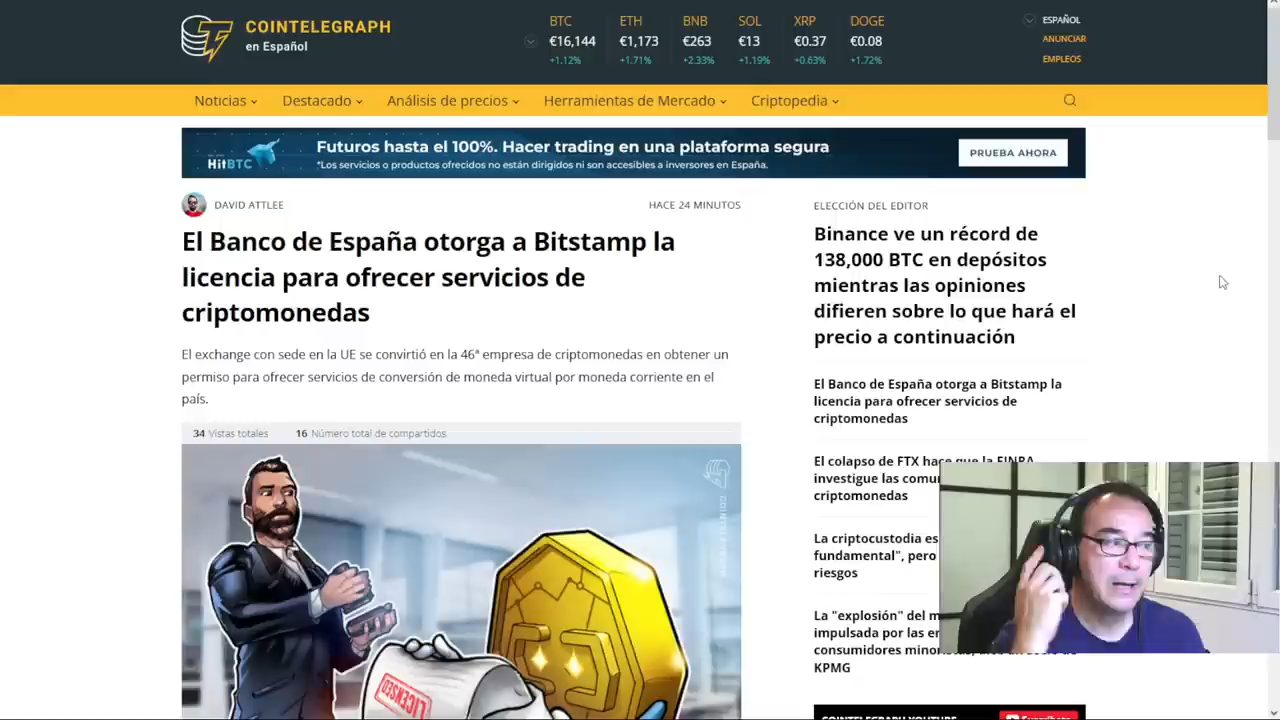 COINTELEGRAPH
en Español
BTC ETH BNB SOL XRP DOGE
€16,144 €1,173 €263 €13 €0.37 €0.08
+1.12% +1.71% +2.33% +1.19% +0.63% +1.72%
ESPAÑOL
ANUNCIAR
EMPLEOS
Noticias Destacado Análisis de precios Herramientas de Mercado Criptopedia
HitBTC
Futuros hasta el 100%. Hacer trading en una plataforma segura
*Los servicios o productos ofrecidos no están dirigidos ni son accesibles a inversores en España.
PRUEBA AHORA
DAVID ATTLEE
HACE 24 MINUTOS
El Banco de España otorga a Bitstamp la
licencia para ofrecer servicios de
criptomonedas
El exchange con sede en la UE se convirtió en la 46ª empresa de criptomonedas en obtener un
permiso para ofrecer servicios de conversión de moneda virtual por moneda corriente en el
país.
34 Vistas totales 16 Número total de compartidos
LICENSED
ELECCIÓN DEL EDITOR
Binance ve un récord de
138,000 BTC en depósitos
mientras las opiniones
difieren sobre lo que hará el
precio a continuación
El Banco de España otorga a Bitstamp la
licencia para ofrecer servicios de
criptomonedas
El colapso de FTX hace que la FINRA
investigue las
criptomonedas
La criptocustodia es
fundamental", pero
riesgos
La "explosión" del
impulsada por las
consumidores
KPMG
COINTELEGRAPH YOUTUBE